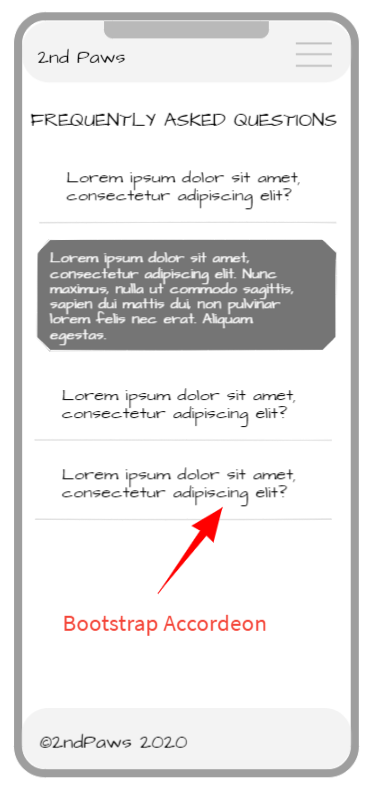 2nd Paws
FREQUENTLY ASKED QUESTIONS
Lorem ipsum dolor sit amet,
consectetur adipiscing elit?
Lorem ipsum dolor sit amet,
consectetur adipiscing elit. Nunc
maximus, nulla ut commodo sagittis,
sapien dui mattis dui, non pulvinar
lorem felis nec erat. Aliquam
egestas.
Lorem ipsum dolor sit amet,
consectetur adipiscing elit?
Lorem ipsum dolor sit amet,
consectetur adipiscing elit?
Bootstrap Accordeon
©2ndPaws 2020